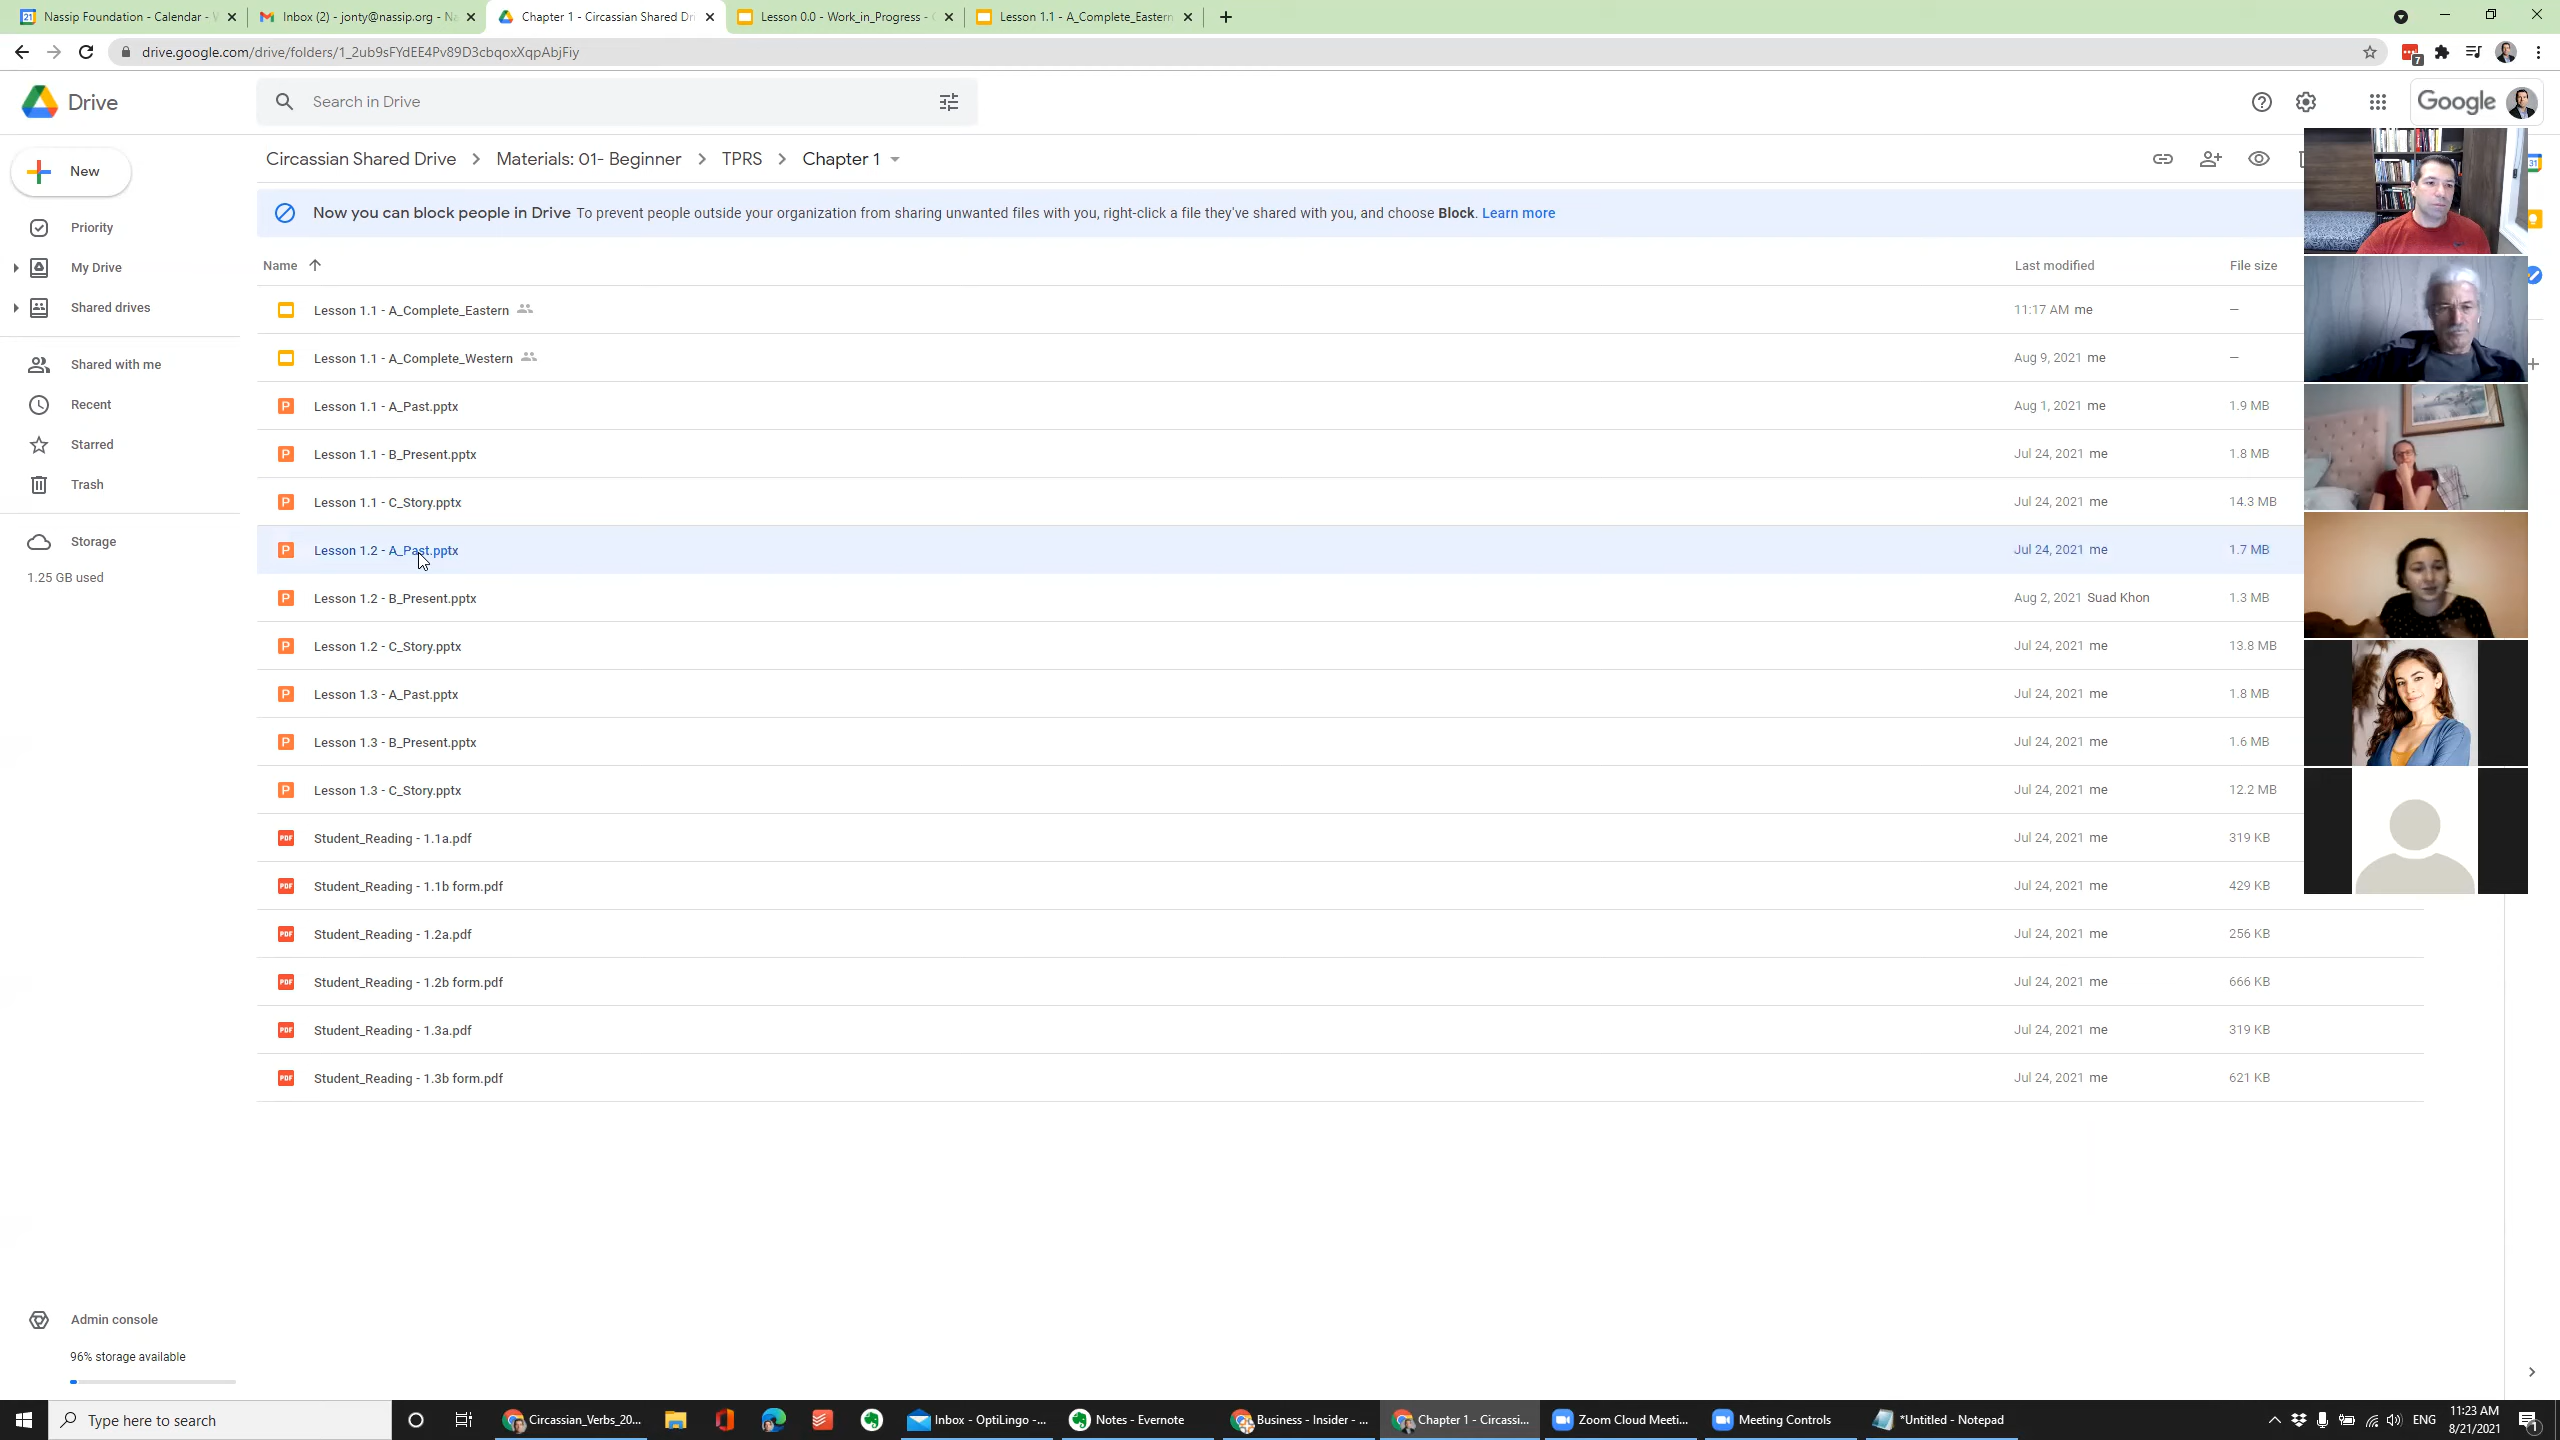 Nassip Foundation - Calendar - W
Inbox (2) - jonty@nassip.org - Na
Chapter 1 - Circassian Shared Dri
Lesson 0.0 - Work_in_Progress - G
Lesson 1.1 - A_Complete_Eastern
drive.google.com/drive/folders/1_2ub9sFYdEE4Pv89D3cbqoxXqpAbjFiy
7
Drive
Search in Drive
Google
New
Circassian Shared Drive
Materials: 01- Beginner
TPRS
Chapter 1
Now you can block people in Drive To prevent people outside your organization from sharing unwanted files with you, right-click a file they've shared with you, and choose Block. Learn more
Priority
My Drive
Shared drives
Shared with me
Recent
Starred
Trash
Storage
1.25 GB used
Name Last modified File size
Lesson 1.1 - A_Complete_Eastern 11:17 AM me –
Lesson 1.1 - A_Complete_Western Aug 9, 2021 me –
Lesson 1.1 - A_Past.pptx Aug 1, 2021 me 1.9 MB
Lesson 1.1 - B_Present.pptx Jul 24, 2021 me 1.8 MB
Lesson 1.1 - C_Story.pptx Jul 24, 2021 me 14.3 MB
Lesson 1.2 - A_Past.pptx Jul 24, 2021 me 1.7 MB
Lesson 1.2 - B_Present.pptx Aug 2, 2021 Suad Khon 1.3 MB
Lesson 1.2 - C_Story.pptx Jul 24, 2021 me 13.8 MB
Lesson 1.3 - A_Past.pptx Jul 24, 2021 me 1.8 MB
Lesson 1.3 - B_Present.pptx Jul 24, 2021 me 1.6 MB
Lesson 1.3 - C_Story.pptx Jul 24, 2021 me 12.2 MB
Student_Reading - 1.1a.pdf Jul 24, 2021 me 319 KB
Student_Reading - 1.1b form.pdf Jul 24, 2021 me 429 KB
Student_Reading - 1.2a.pdf Jul 24, 2021 me 256 KB
Student_Reading - 1.2b form.pdf Jul 24, 2021 me 666 KB
Student_Reading - 1.3a.pdf Jul 24, 2021 me 319 KB
Student_Reading - 1.3b form.pdf Jul 24, 2021 me 621 KB
Admin console
96% storage available
Type here to search
Circassian_Verbs_20...
Inbox - OptiLingo -...
Notes - Evernote
Business - Insider - ...
Chapter 1 - Circassi...
Zoom Cloud Meeti...
Meeting Controls
*Untitled - Notepad
ENG
11:23 AM
8/21/2021
1